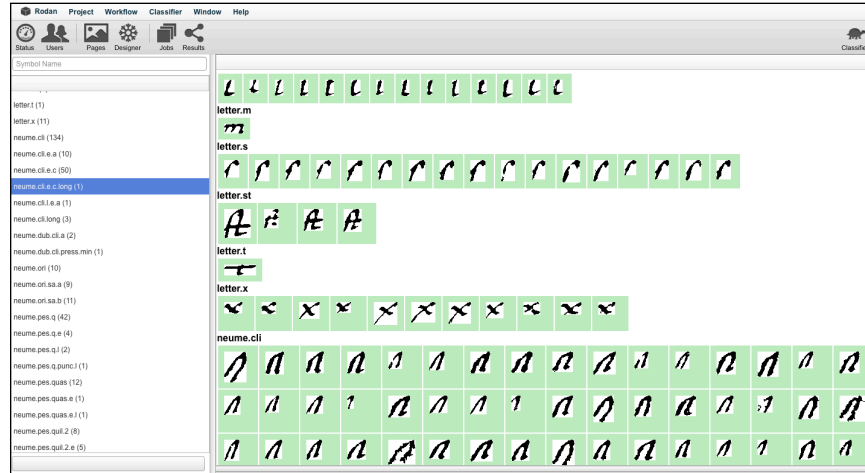 Rodan Project Workflow Classifier Window Help
Status Users Pages Designer Jobs Results
Symbol Name
letter.t (1)
letter.x (11)
neume.cli (134)
neume.cli.e.a (10)
neume.cli.e.c (50)
neume.cli.e.c.long (1)
neume.cli.l.e.a (1)
neume.cli.long (3)
neume.dub.cli.a (2)
neume.dub.cli.press.min (1)
neume.ori (10)
neume.ori.sa.a (9)
neume.ori.sa.b (11)
neume.pes.q (42)
neume.pes.q.e (4)
neume.pes.q.l (2)
neume.pes.q.punc.l (1)
neume.pes.quas (12)
neume.pes.quas.e (1)
neume.pes.quas.e.l (1)
neume.pes.quil.2 (8)
neume.pes.quil.2.e (5)
letter.m
letter.s
letter.st
letter.t
letter.x
neume.cli